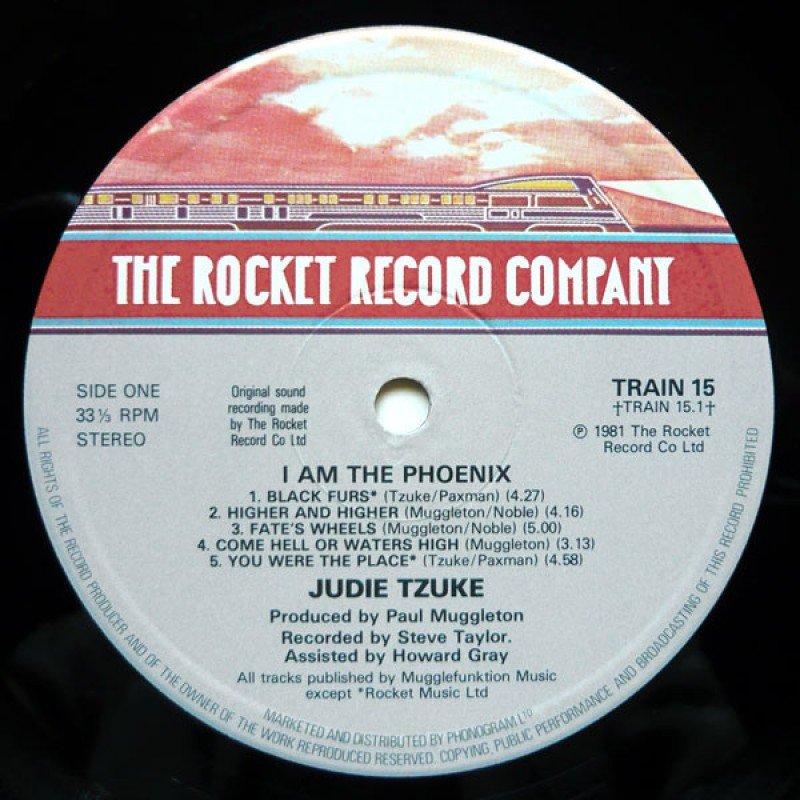 THE ROCKET RECORD COMPANY
SIDE ONE
33⅓ RPM
STEREO
Original sound
recording made
by The Rocket
Record Co Ltd
TRAIN 15
†TRAIN 15.1†
Ⓟ 1981 The Rocket
Record Co Ltd
I AM THE PHOENIX
1. BLACK FURS* (Tzuke/Paxman) (4.27)
2. HIGHER AND HIGHER (Muggleton/Noble) (4.16)
3. FATE'S WHEELS (Muggleton/Noble) (5.00)
4. COME HELL OR WATERS HIGH (Muggleton) (3.13)
5. YOU WERE THE PLACE* (Tzuke/Paxman) (4.58)
JUDIE TZUKE
Produced by Paul Muggleton
Recorded by Steve Taylor.
Assisted by Howard Gray
All tracks published by Mugglefunktion Music
except *Rocket Music Ltd
MARKETED AND DISTRIBUTED BY PHONOGRAM LTD
ALL RIGHTS OF THE RECORD PRODUCER AND OF THE OWNER OF THE WORK REPRODUCED RESERVED. COPYING, PUBLIC PERFORMANCE AND BROADCASTING OF THIS RECORD PROHIBITED